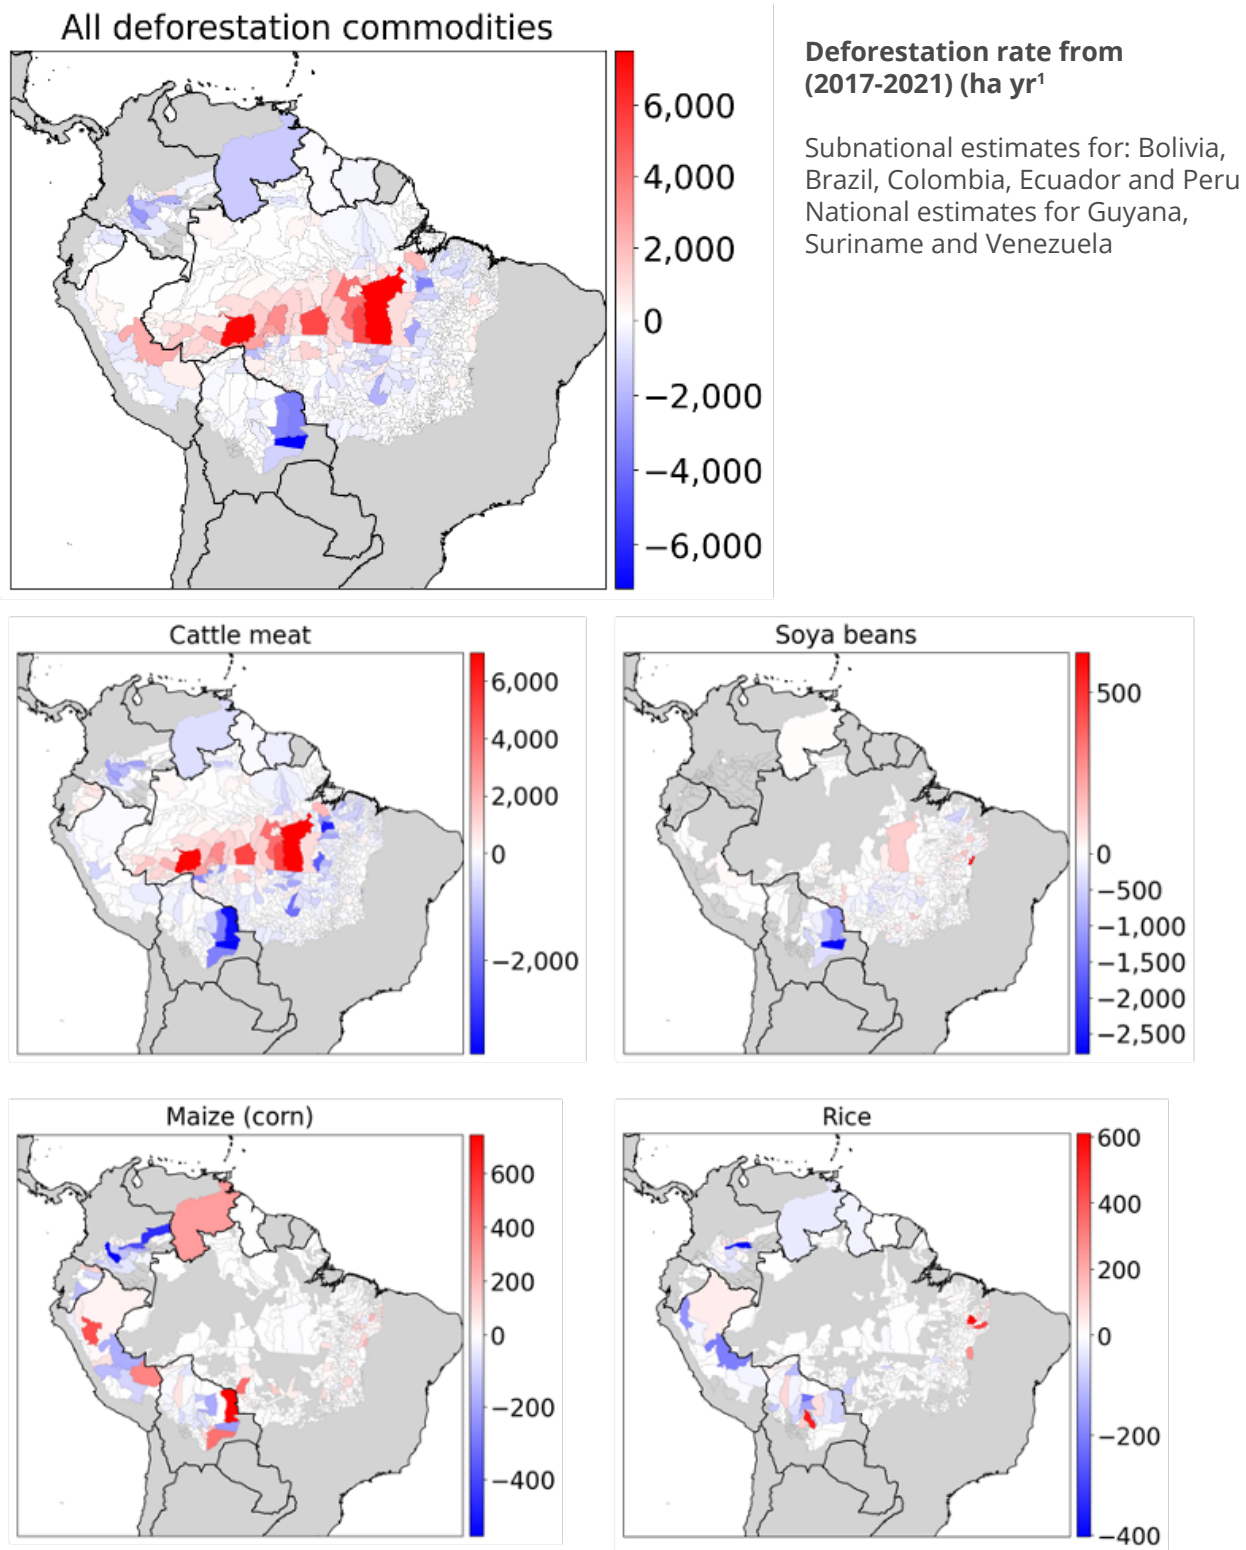 All deforestation commodities
6,000
4,000
2,000
0
−2,000
−4,000
−6,000
Deforestation rate from
(2017-2021) (ha yr¹
Subnational estimates for: Bolivia,
Brazil, Colombia, Ecuador and Peru
National estimates for Guyana,
Suriname and Venezuela
Cattle meat
6,000
4,000
2,000
0
−2,000
Soya beans
500
0
−500
−1,000
−1,500
−2,000
−2,500
Maize (corn)
600
400
200
0
−200
−400
Rice
600
400
200
0
−200
−400